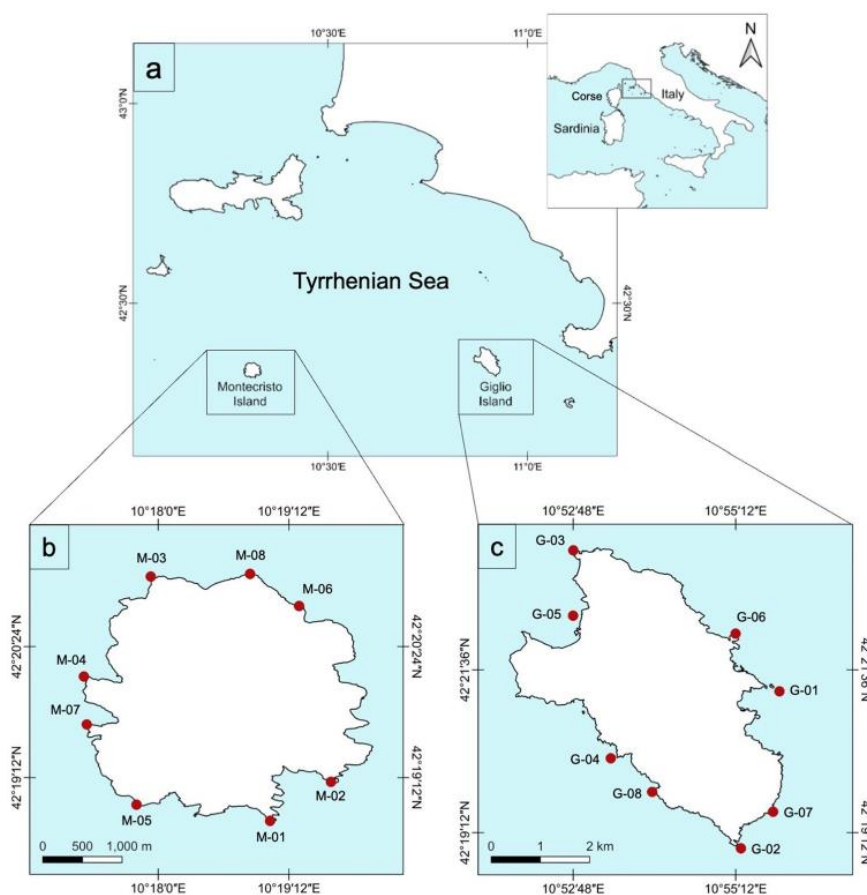 N
a
10°30'E
11°0'E
43°0'N
Corse
Italy
Sardinia
Tyrrhenian Sea
42°30'N
42°30'N
Montecristo
Island
Giglio
Island
10°30'E
11°0'E
b
10°18'0"E
10°19'12"E
M-03
M-08
M-06
42°20'24"N
42°20'24"N
M-04
M-07
42°19'12"N
42°19'12"N
M-02
M-05
M-01
0
500
1,000 m
10°18'0"E
10°19'12"E
c
10°52'48"E
10°55'12"E
G-03
G-05
G-06
42°21'36"N
G-01
G-04
G-08
G-07
42°19'12"N
42°19'12"N
G-02
0
1
2 km
10°52'48"E
10°55'12"E